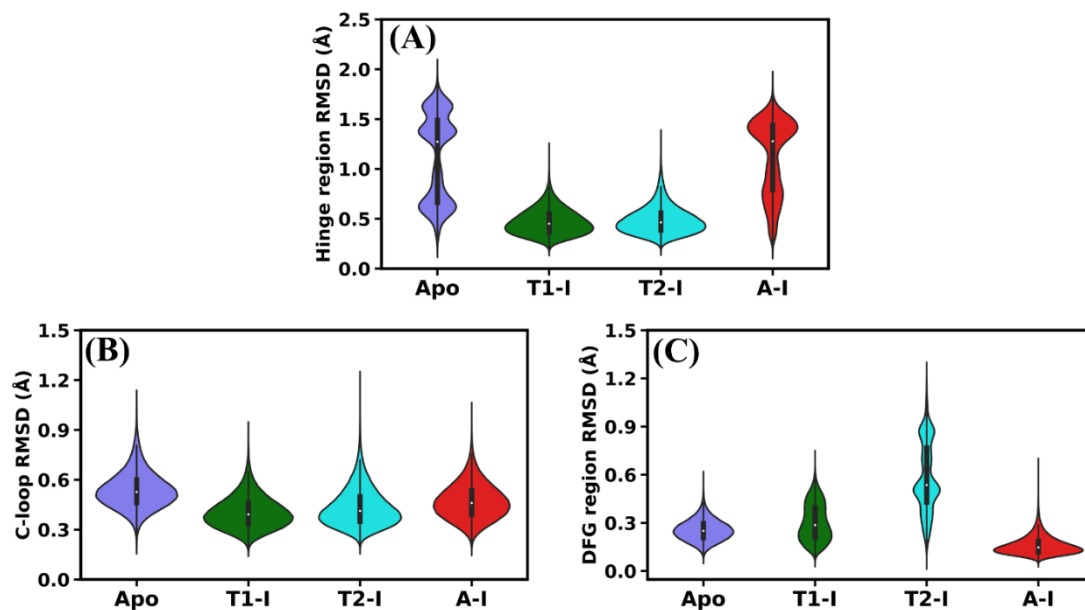 (A)
Hinge region RMSD (Å)
2.5
2.0
1.5
1.0
0.5
0.0
Apo T1-I T2-I A-I
(B)
C-loop RMSD (Å)
1.5
1.2
0.9
0.6
0.3
0.0
Apo T1-I T2-I A-I
(C)
DFG region RMSD (Å)
1.5
1.2
0.9
0.6
0.3
0.0
Apo T1-I T2-I A-I